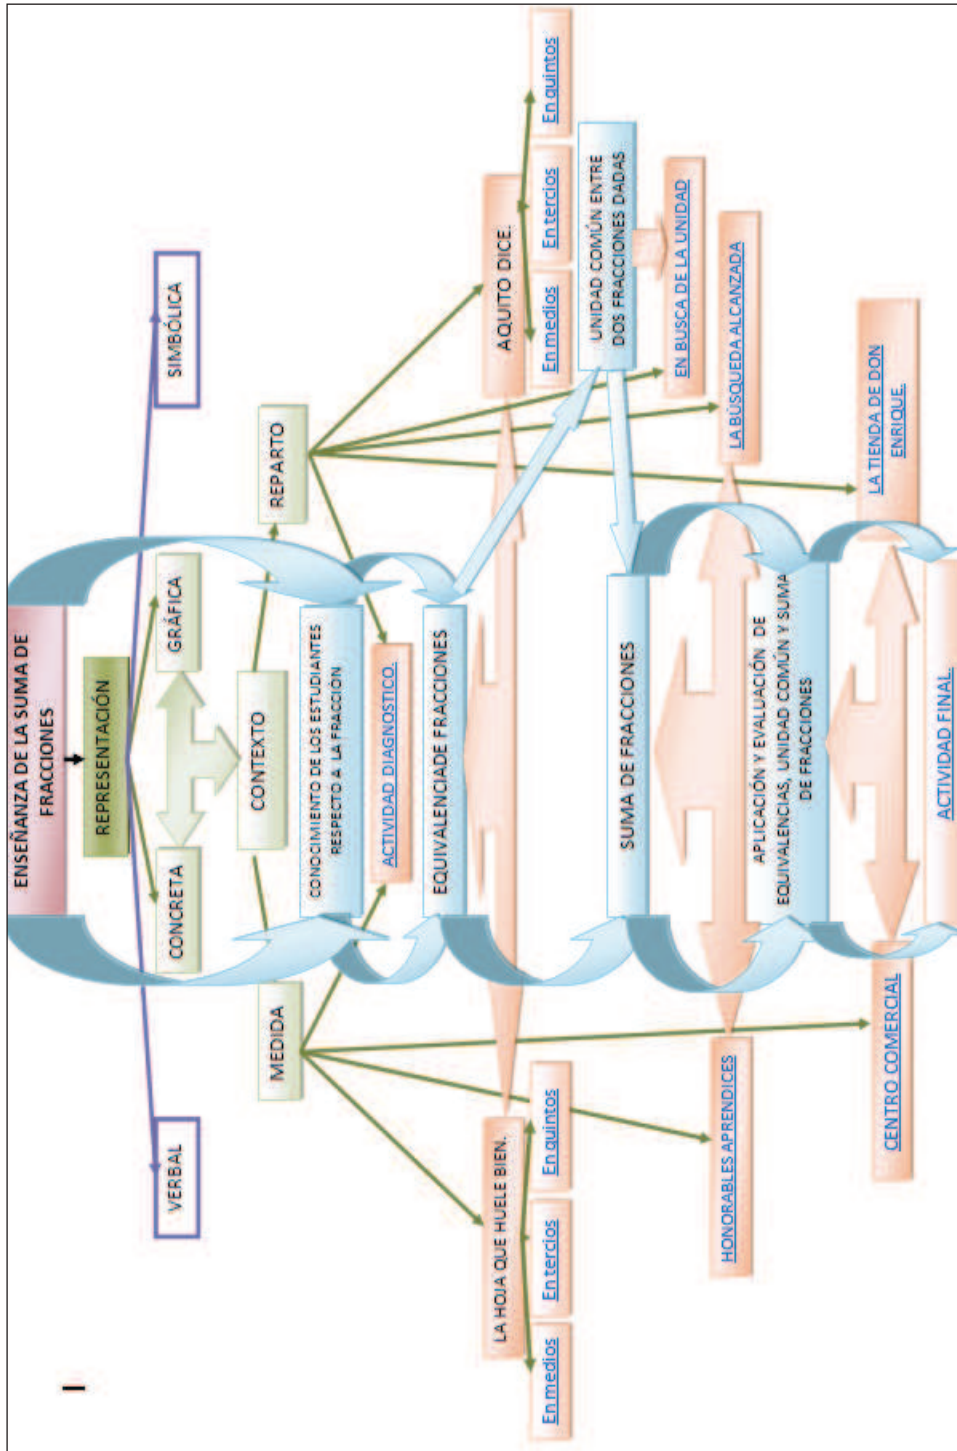 ENSEÑANZA DE LA SUMA DE
FRACCIONES
REPRESENTACIÓN
VERBAL
CONCRETA
GRÁFICA
SIMBÓLICA
MEDIDA
CONTEXTO
REPARTO
CONOCIMIENTO DE LOS ESTUDIANTES
RESPECTO A LA FRACCIÓN
ACTIVIDAD DIAGNOSTICO.
EQUIVALENCIADE FRACCIONES
LA HOJA QUE HUELE BIEN.
AQUITO DICE.
En medios
En tercios
En quintos
En medios
En tercios
En quintos
UNIDAD COMÚN ENTRE
DOS FRACCIONES DADAS
SUMA DE FRACCIONES
EN BUSCA DE LA UNIDAD
HONORABLES APRENDICES
LA BÚSQUEDA ALCANZADA
APLICACIÓN Y EVALUACIÓN DE
EQUIVALENCIAS, UNIDAD COMÚN Y SUMA
DE FRACCIONES
CENTRO COMERCIAL
LA TIENDA DE DON
ENRIQUE.
ACTIVIDAD FINAL.